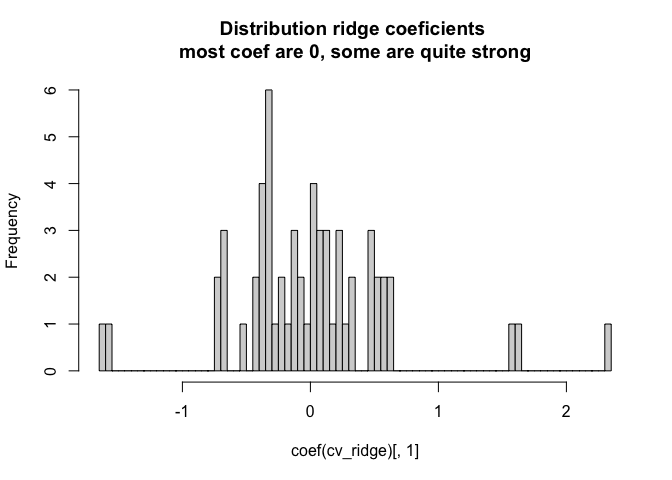 Distribution ridge coeficients
most coef are 0, some are quite strong
Frequency
6
5
4
3
2
1
0
-1 0 1 2
coef(cv_ridge)[, 1]